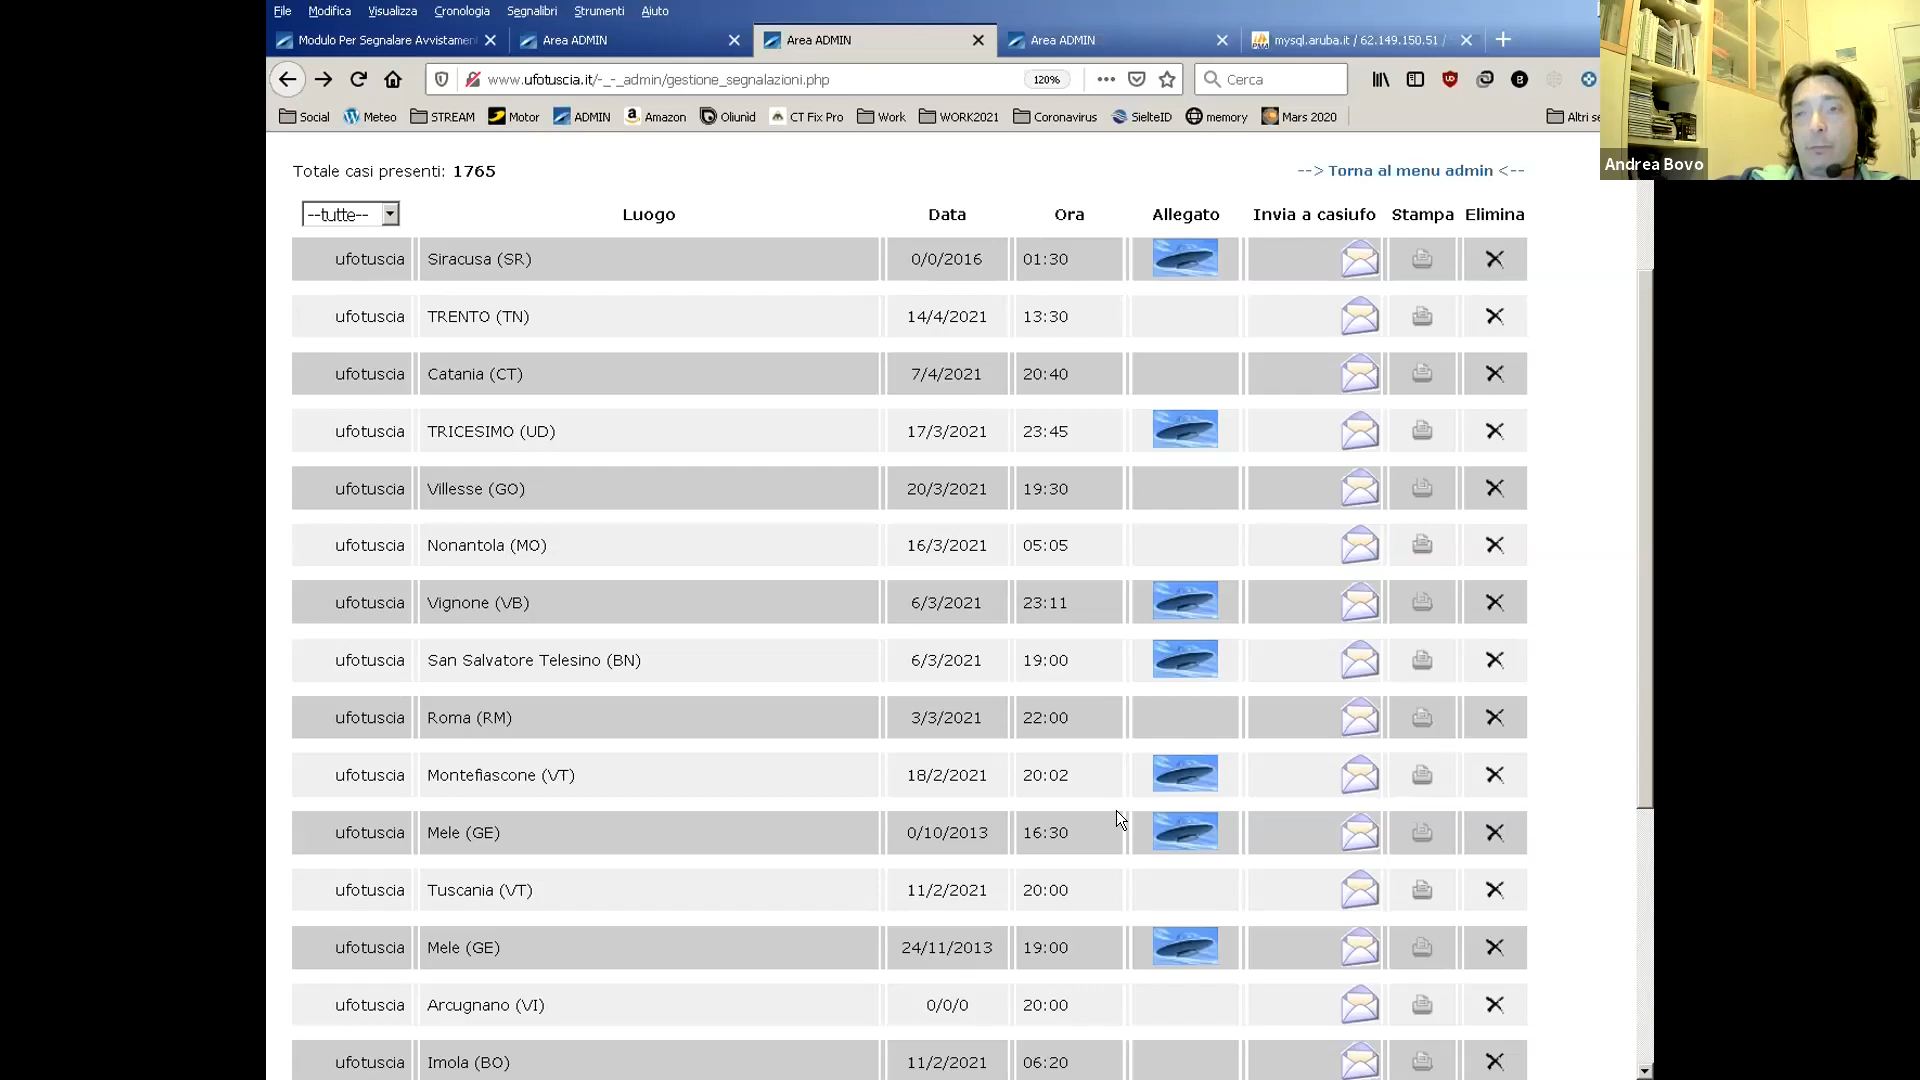 File Modifica Visualizza Cronologia Segnalibri Strumenti Aiuto
Modulo Per Segnalare Avvistamen Area ADMIN Area ADMIN Area ADMIN mysql.aruba.it / 62.149.150.51 /
www.ufotuscia.it/-_-_admin/gestione_segnalazioni.php 120% Cerca
Social Meteo STREAM Motor ADMIN Amazon Oliunìd CT Fix Pro Work WORK2021 Coronavirus SielteID memory Mars 2020 Altri se
Andrea Bovo
Totale casi presenti: 1765 --> Torna al menu admin <--
--tutte-- Luogo Data Ora Allegato Invia a casiufo Stampa Elimina
ufotuscia Siracusa (SR) 0/0/2016 01:30
ufotuscia TRENTO (TN) 14/4/2021 13:30
ufotuscia Catania (CT) 7/4/2021 20:40
ufotuscia TRICESIMO (UD) 17/3/2021 23:45
ufotuscia Villesse (GO) 20/3/2021 19:30
ufotuscia Nonantola (MO) 16/3/2021 05:05
ufotuscia Vignone (VB) 6/3/2021 23:11
ufotuscia San Salvatore Telesino (BN) 6/3/2021 19:00
ufotuscia Roma (RM) 3/3/2021 22:00
ufotuscia Montefiascone (VT) 18/2/2021 20:02
ufotuscia Mele (GE) 0/10/2013 16:30
ufotuscia Tuscania (VT) 11/2/2021 20:00
ufotuscia Mele (GE) 24/11/2013 19:00
ufotuscia Arcugnano (VI) 0/0/0 20:00
ufotuscia Imola (BO) 11/2/2021 06:20